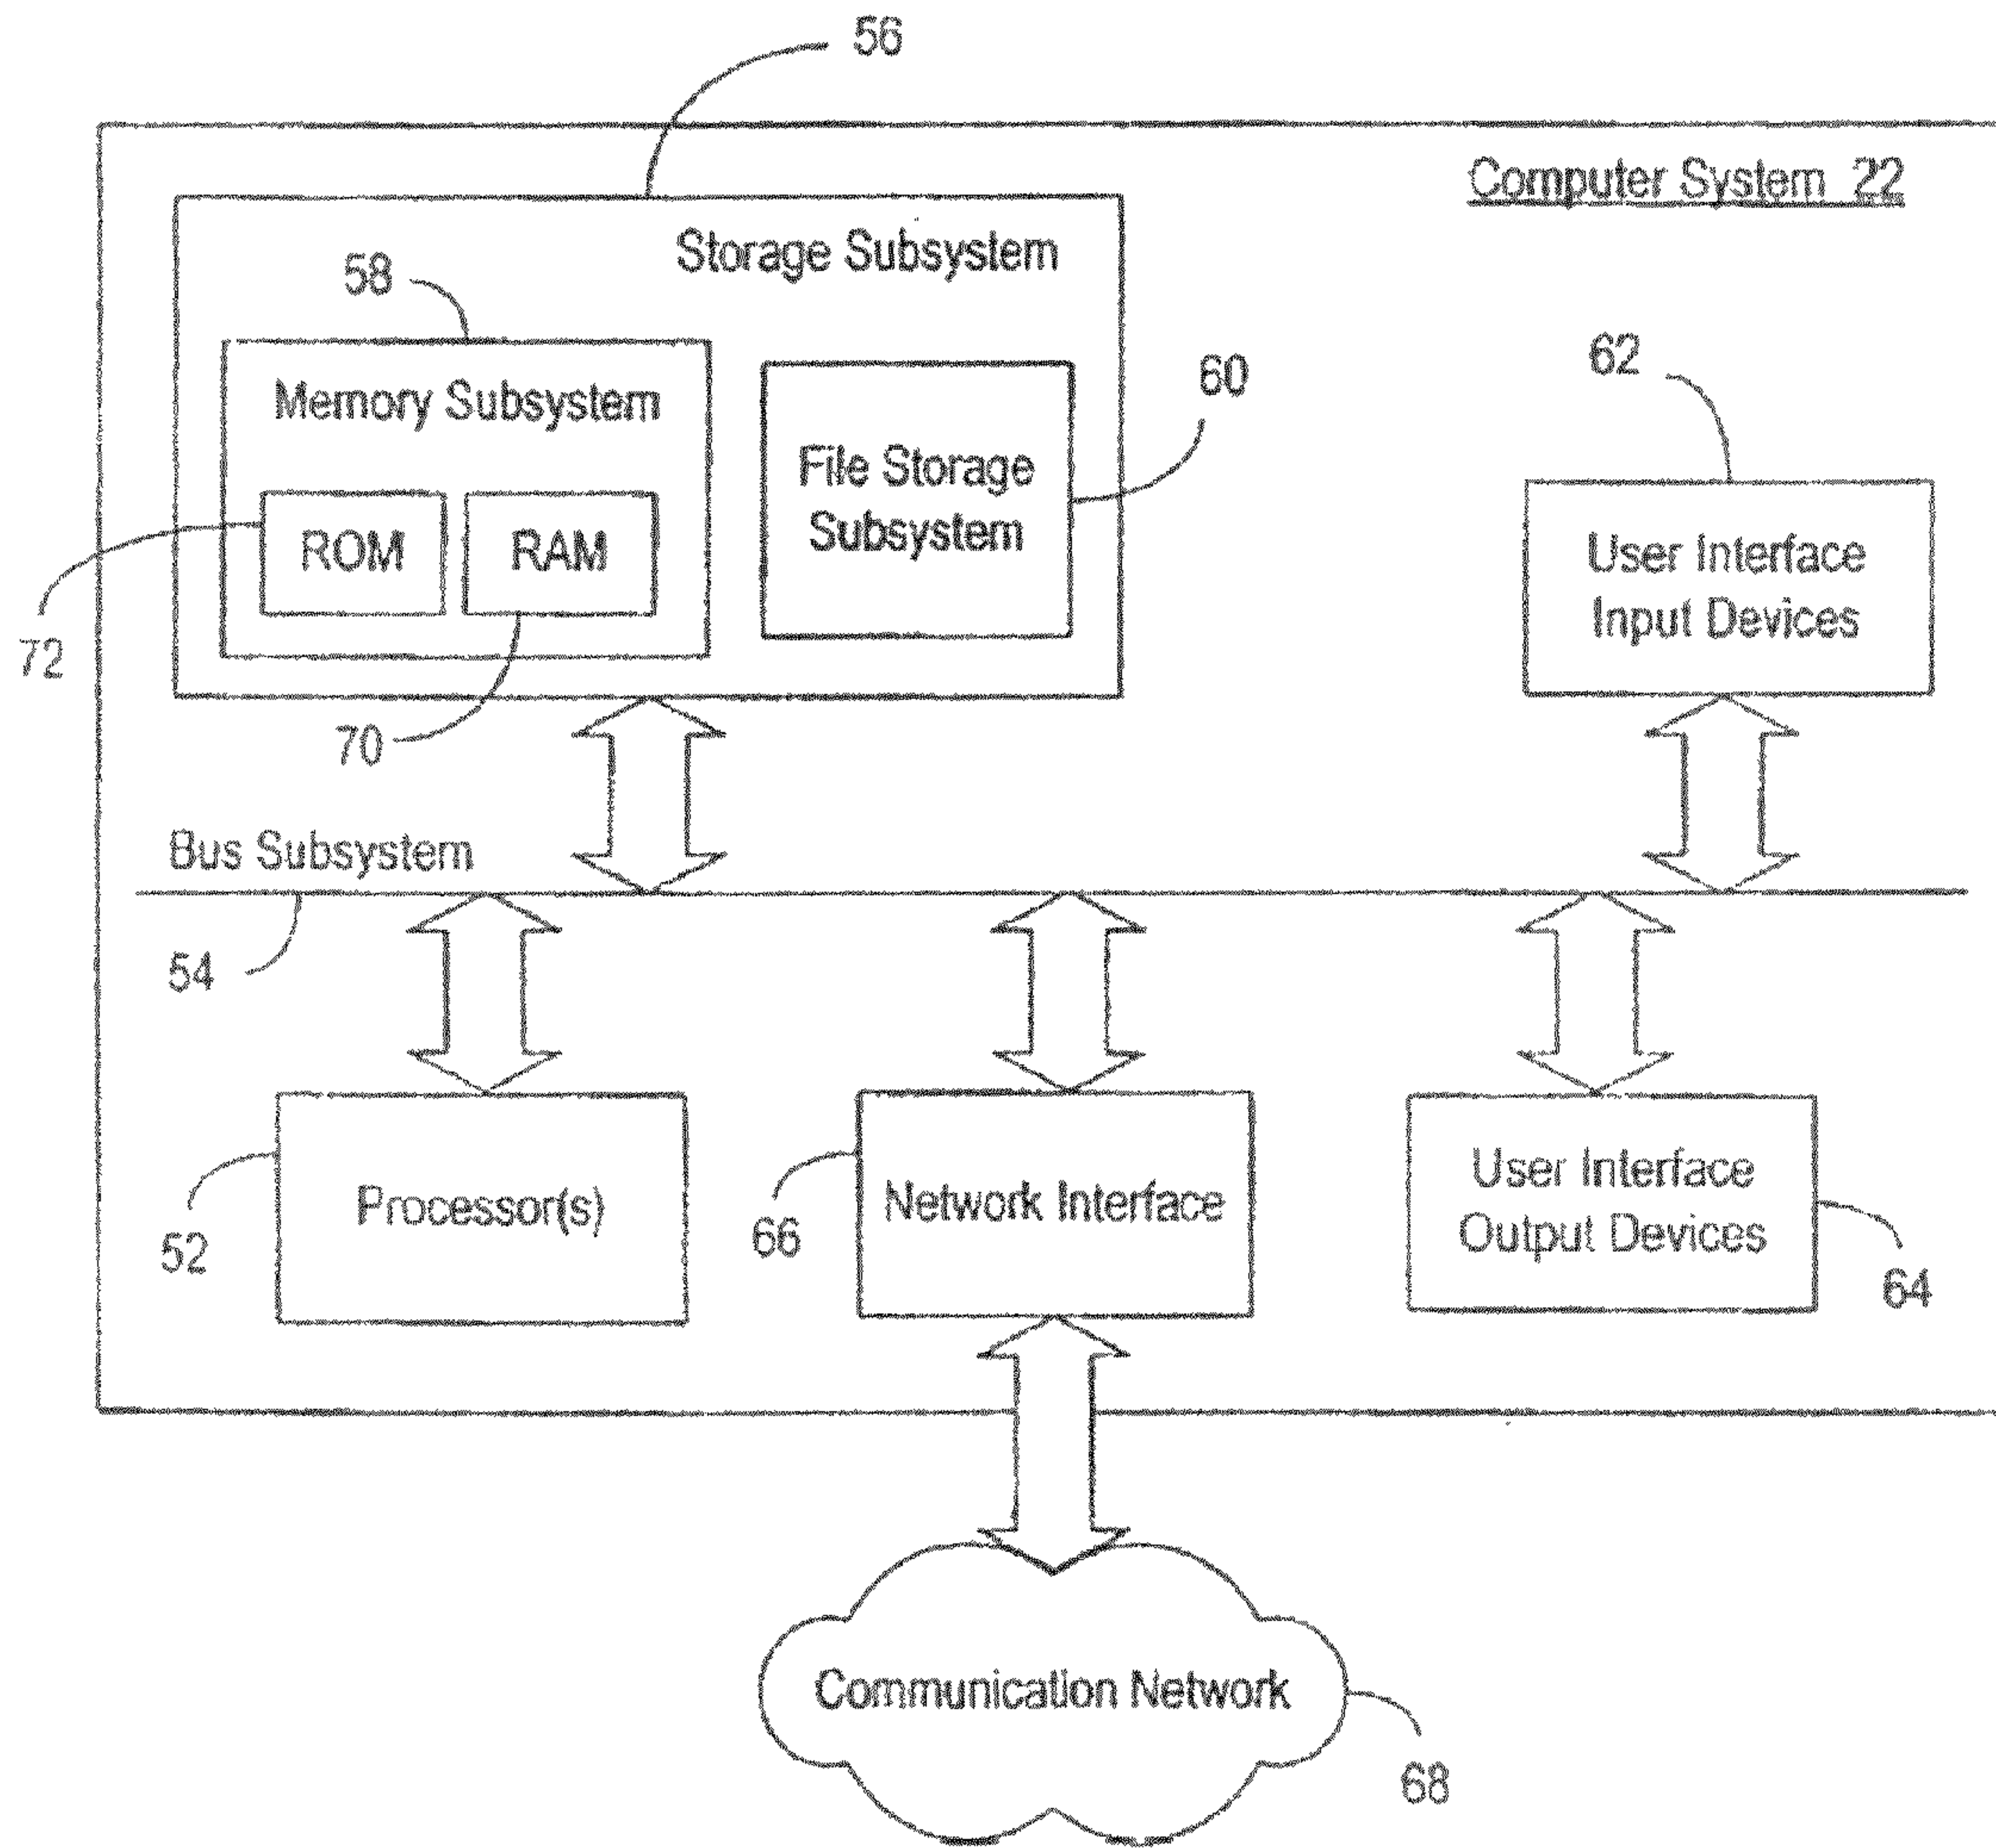 56
Computer System 22
Storage Subsystem
58
Memory Subsystem
60
File Storage
Subsystem
62
ROM
RAM
User Interface
Input Devices
72
70
Bus Subsystem
54
Processor(s)
52
Network Interface
66
User Interface
Output Devices
64
Communication Network
68